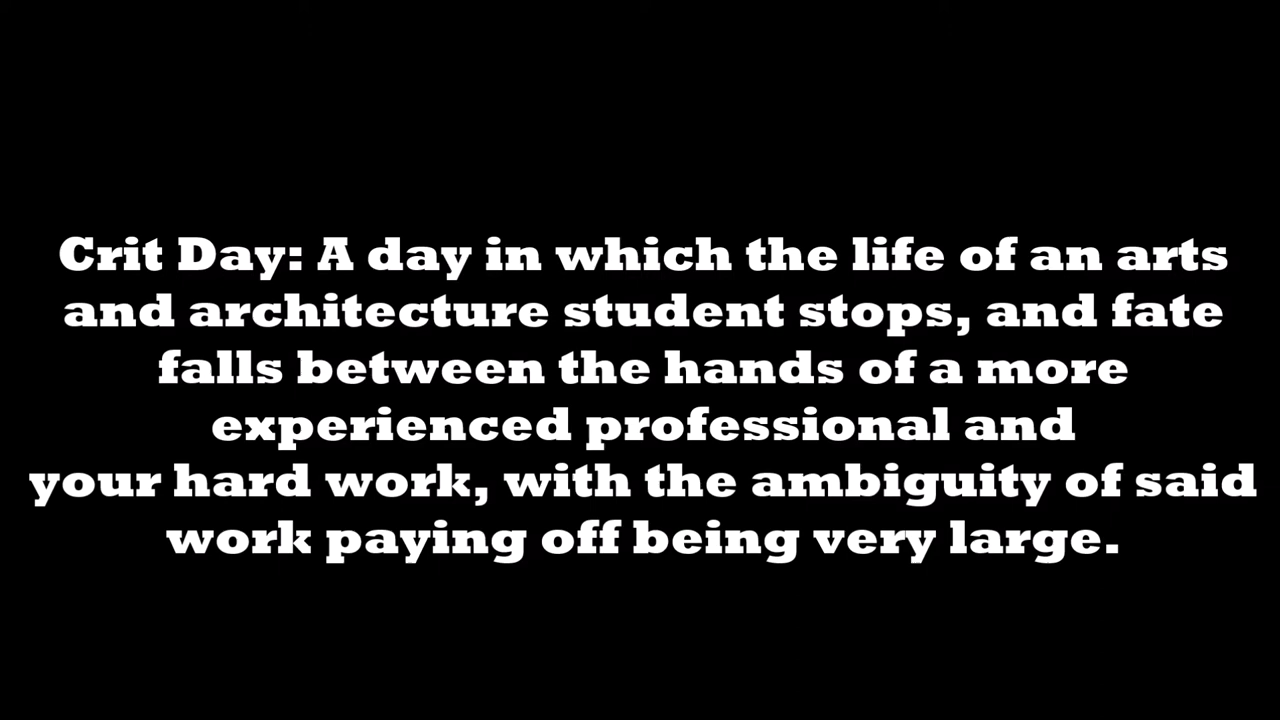 Crit Day: A day in which the life of an arts
and architecture student stops, and fate
falls between the hands of a more
experienced professional and
your hard work, with the ambiguity of said
work paying off being very large.